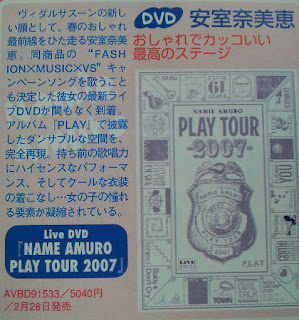 DVD 安室奈美恵
おしゃれでカッコいい
最高のステージ
ヴィダルサスーンの新し
い顔として、春のおしゃれ
最前線をひた走る安室奈美
恵。同商品の“FASH
ION×MUSIC×VS”キャ
ンペーンソングを歌うこと
も決定した彼女の最新ライ
ブDVDが間もなく到着。
アルバム『PLAY』で披露
したダンサブルな空間を、
完全再現。持ち前の歌唱力
にハイセンスなパフォーマ
ンス、そしてクールな衣装
の着こなし…女の子の憧れ
る要素が凝縮されている。
Live DVD
『NAME AMURO
PLAY TOUR 2007』
AVBD91533／5040円
／2月28日発売
NAMIE AMURO
PLAY TOUR
-2007-
LIVE
PLAY
2007
TOWN